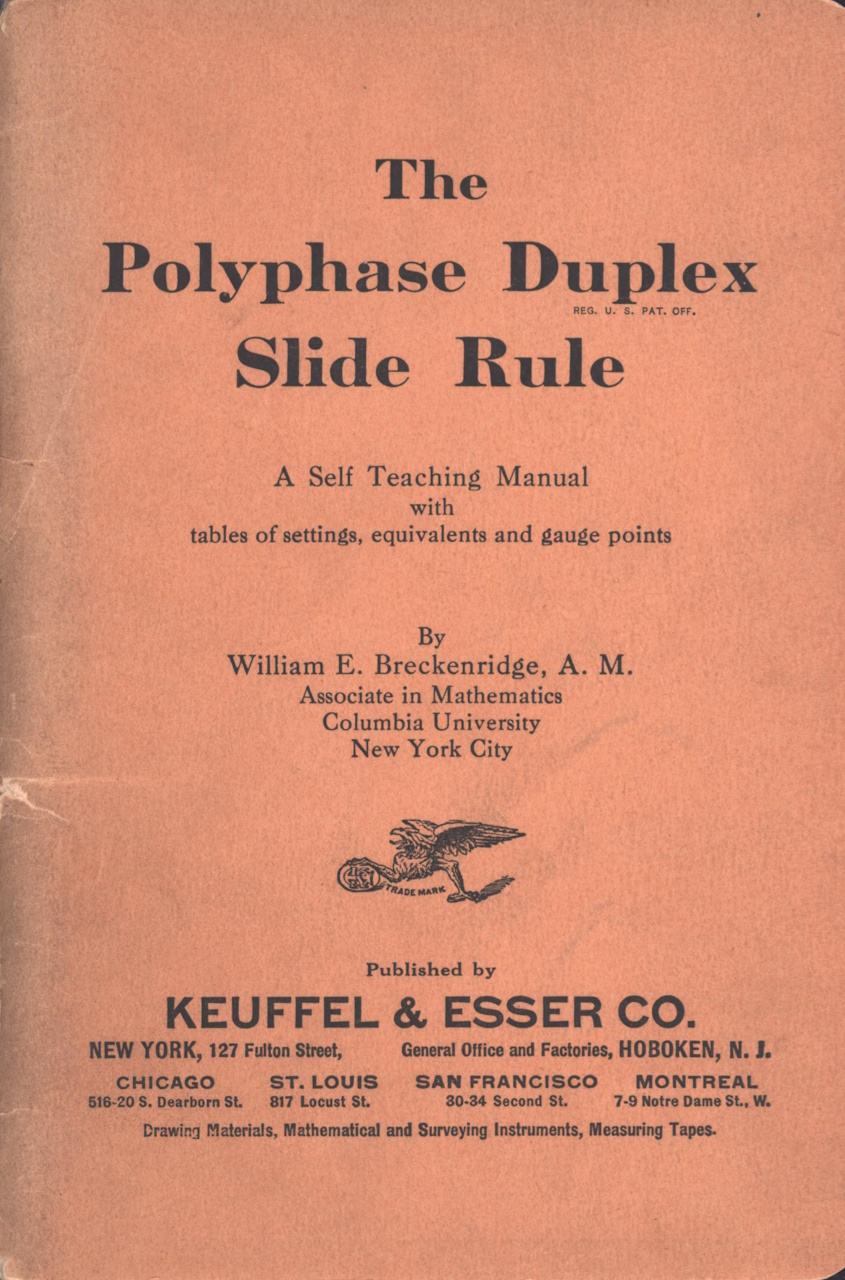 The
Polyphase Duplex
REG. U. S. PAT. OFF.
Slide Rule
A Self Teaching Manual
with
tables of settings, equivalents and gauge points
By
William E. Breckenridge, A. M.
Associate in Mathematics
Columbia University
New York City
TRADE MARK
Published by
KEUFFEL & ESSER CO.
NEW YORK, 127 Fulton Street, General Office and Factories, HOBOKEN, N. J.
CHICAGO ST. LOUIS SAN FRANCISCO MONTREAL
516-20 S. Dearborn St. 817 Locust St. 30-34 Second St. 7-9 Notre Dame St., W.
Drawing Materials, Mathematical and Surveying Instruments, Measuring Tapes.